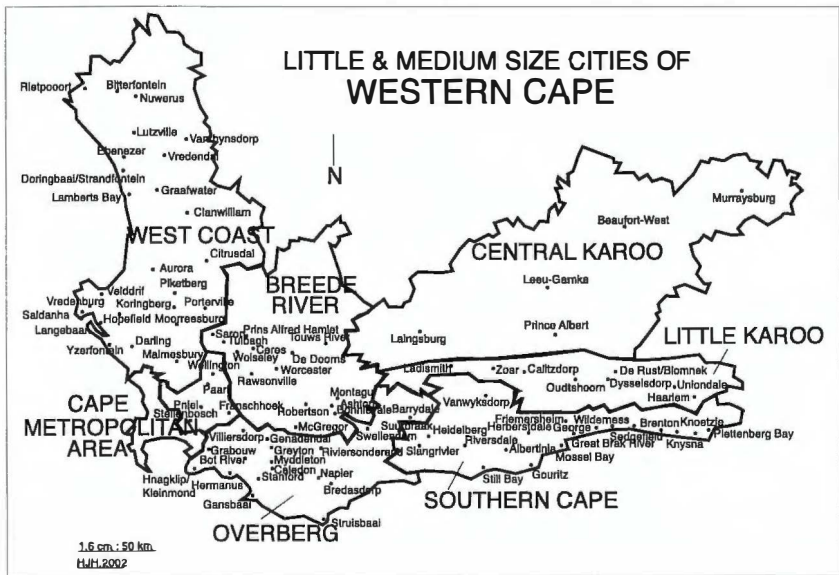 LITTLE & MEDIUM SIZE CITIES OF
WESTERN CAPE
N
Rietpooort
Bitterfontein
Nuwerus
Lutzville
Vanrhynsdorp
Ebenezer
Vredendal
Doringbaai/Strandfontein
Graafwater
Lamberts Bay
Clanwilliam
WEST COAST
Citrusdal
Aurora
Piketberg
Velddrif
Vredenburg
Koringberg
Porterville
Saldanha
Hopefield
Moorreesburg
Langebaan
Darling
Yzerfontein
Malmesbury
BREEDE
RIVER
Saron
Prins Alfred Hamlet
Tulbagh
Touws River
Ceres
Wolseley
De Dooms
Wellington
Worcester
Rawsonville
Paarl
Montagu
Ashton
Pniel
Franschhoek
Robertson
Bonnievale
Stellenbosch
McGregor
CAPE
METROPOLITAN
AREA
CENTRAL KAROO
Murraysburg
Beaufort-West
Leeu-Gamka
Prince Albert
Laingsburg
LITTLE KAROO
Ladismith
Zoar
Calitzdorp
De Rust/Blomnek
Oudtshoorn
Dysselsdorp
Uniondale
Haarlem
Vanwyksdorp
Barrydale
Suurbraak
Swellendam
Heidelberg
Slangrivier
Riversdale
Friemersheim
Herbertsdale
Albertinia
George
Wilderness
Sedgefield
Brenton
Knoetzie
Knysna
Plettenberg Bay
Great Brak River
Mossel Bay
Gouritz
Still Bay
SOUTHERN CAPE
Villiersdorp
Genadendal
Grabouw
Greyton
Riviersonderend
Bot River
Myddleton
Caledon
Hnagklip/
Kleinmond
Hermanus
Stanford
Napier
Bredasdorp
Gansbaai
Struisbaai
OVERBERG
1.6 cm : 50 km
HJH.2002